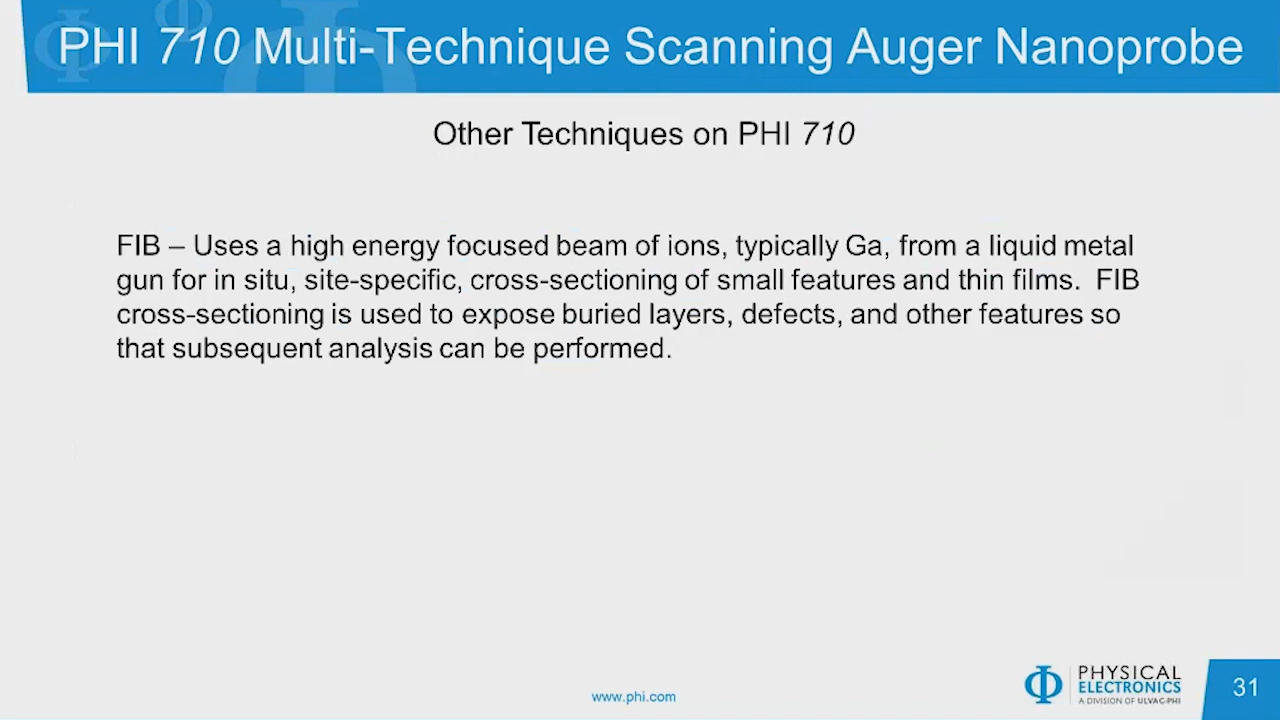 PHI 710 Multi-Technique Scanning Auger Nanoprobe
Other Techniques on PHI 710
FIB – Uses a high energy focused beam of ions, typically Ga, from a liquid metal
gun for in situ, site-specific, cross-sectioning of small features and thin films.  FIB
cross-sectioning is used to expose buried layers, defects, and other features so
that subsequent analysis can be performed.
www.phi.com
PHYSICAL
ELECTRONICS
A DIVISION OF ULVAC-PHI
31